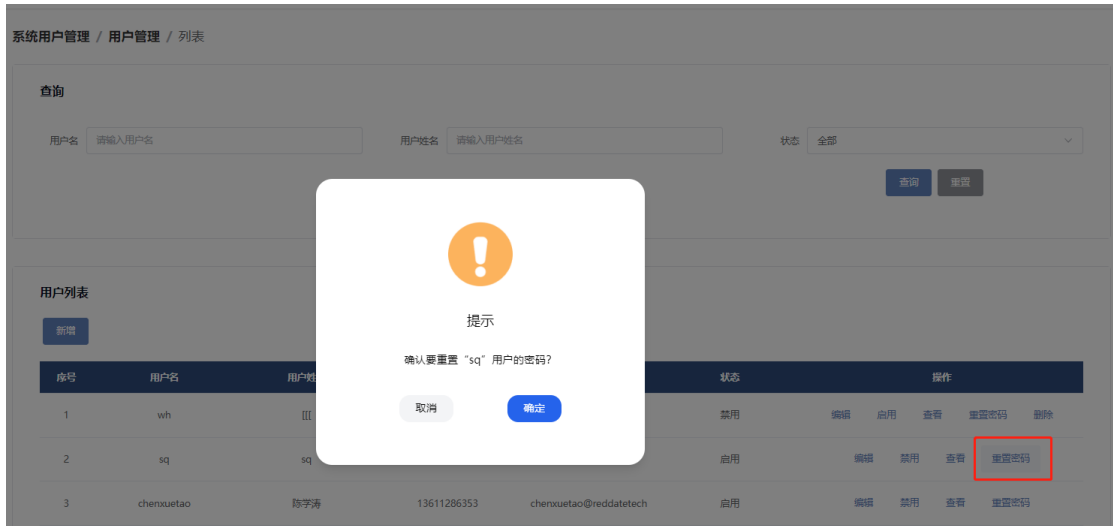 系统用户管理 / 用户管理 / 列表
查询
用户名 请输入用户名 用户姓名 请输入用户姓名 状态 全部
查询 重置
提示
确认要重置“sq”用户的密码?
取消 确定
用户列表
新增
序号 用户名 用户姓 状态 操作
1 wh [[[ 禁用 编辑 启用 查看 重置密码 删除
2 sq sq 启用 编辑 禁用 查看 重置密码
3 chenxuetao 陈学涛 13611286353 chenxuetao@reddatetech 启用 编辑 禁用 查看 重置密码